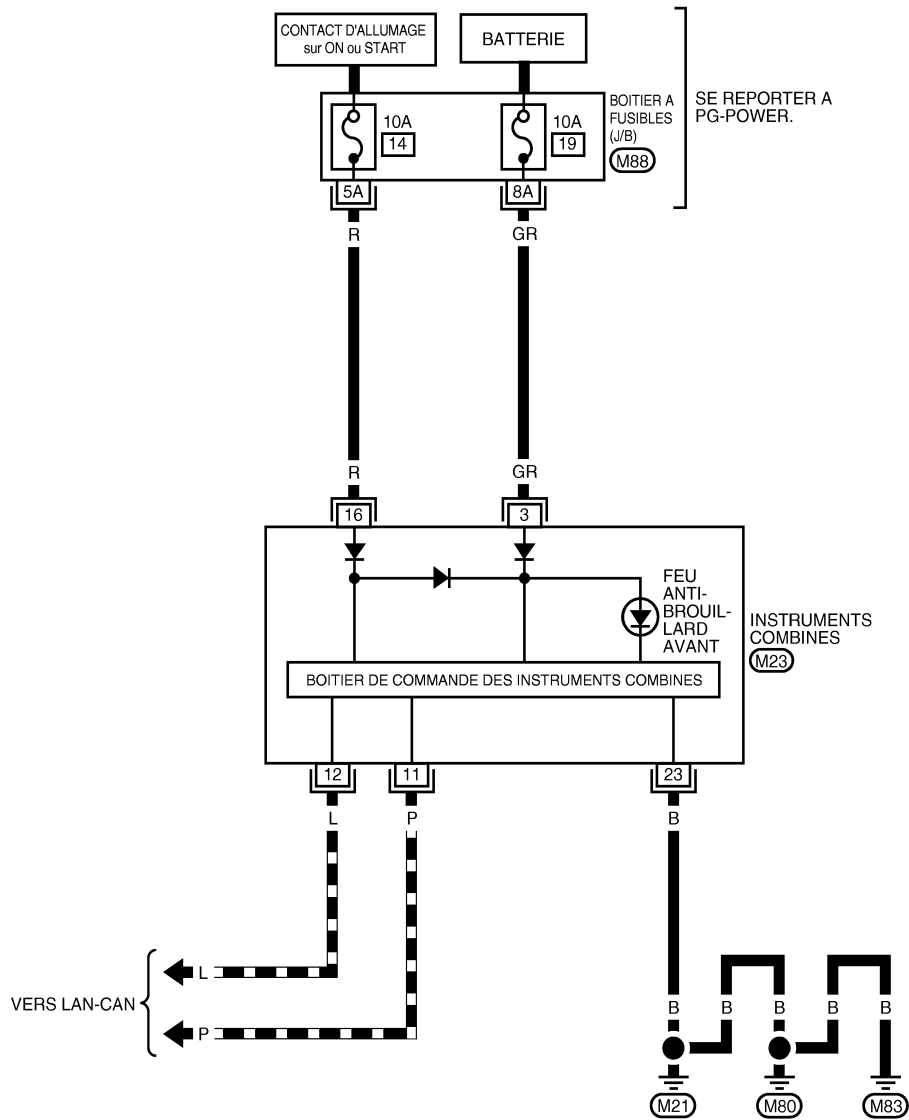 CONTACT D'ALLUMAGE
sur ON ou START
BATTERIE
10A
14
10A
19
BOITIER A
FUSIBLES
(J/B)
M88
SE REPORTER A
PG-POWER.
5A
8A
R
GR
R
GR
16
3
FEU
ANTI-
BROUIL-
LARD
AVANT
INSTRUMENTS
COMBINES
M23
BOITIER DE COMMANDE DES INSTRUMENTS COMBINES
12
11
23
L
P
B
L
VERS LAN-CAN
P
B
B
B
B
B
M21
M80
M83